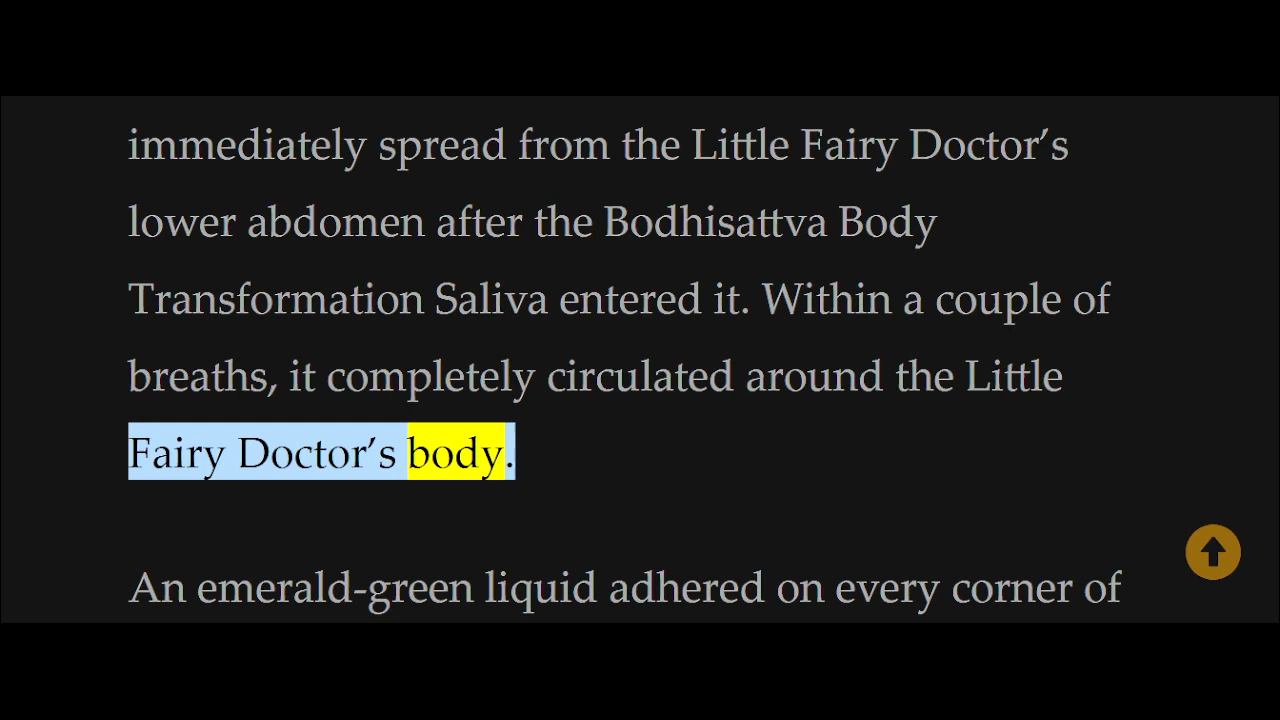 immediately spread from the Little Fairy Doctor’s
lower abdomen after the Bodhisattva Body
Transformation Saliva entered it. Within a couple of
breaths, it completely circulated around the Little
Fairy Doctor’s body.
An emerald-green liquid adhered on every corner of